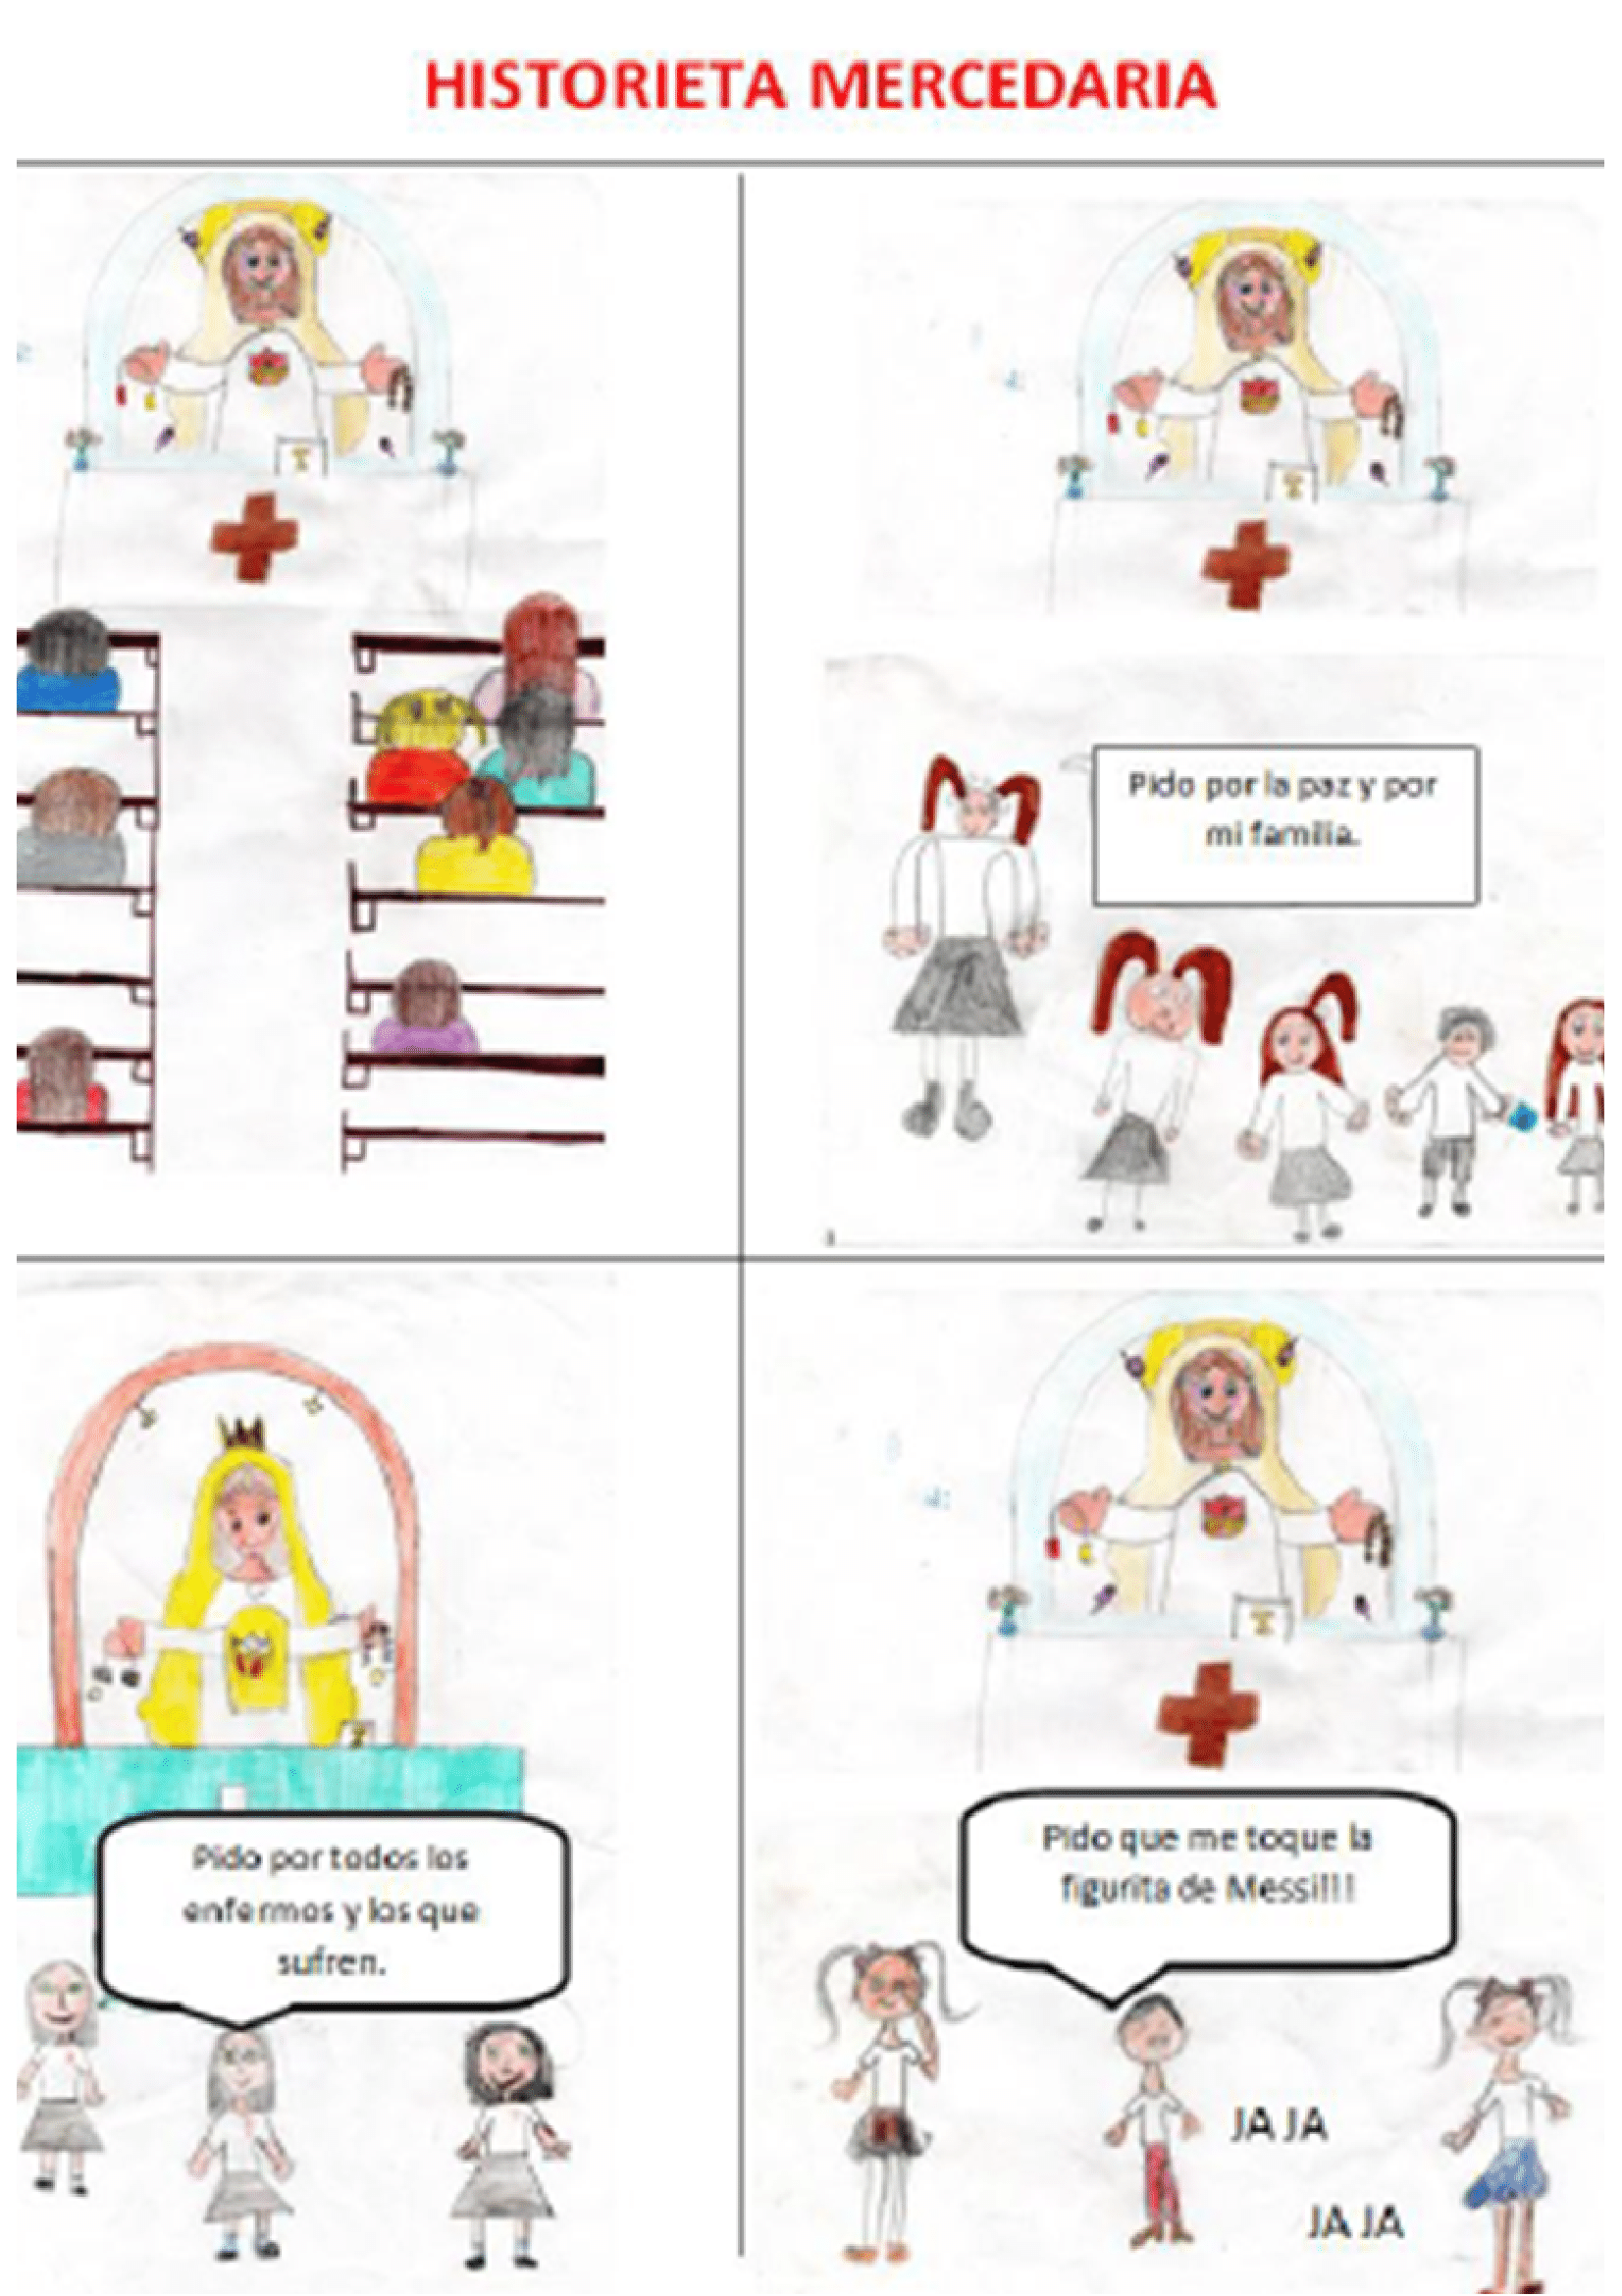 HISTORIETA MERCEDARIA
Pido por la paz y por
mi familia.
Pido por todos los
enfermos y los que
sufren.
Pido que me toque la
figurita de Messi!!!
JA JA
JA JA